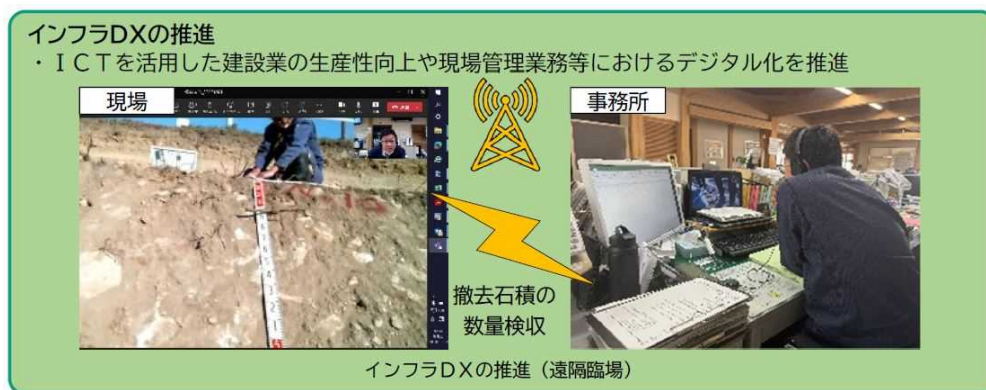 インフラDXの推進
・ＩＣＴを活用した建設業の生産性向上や現場管理業務等におけるデジタル化を推進
現場
事務所
撤去石積の
数量検収
インフラDXの推進（遠隔臨場）